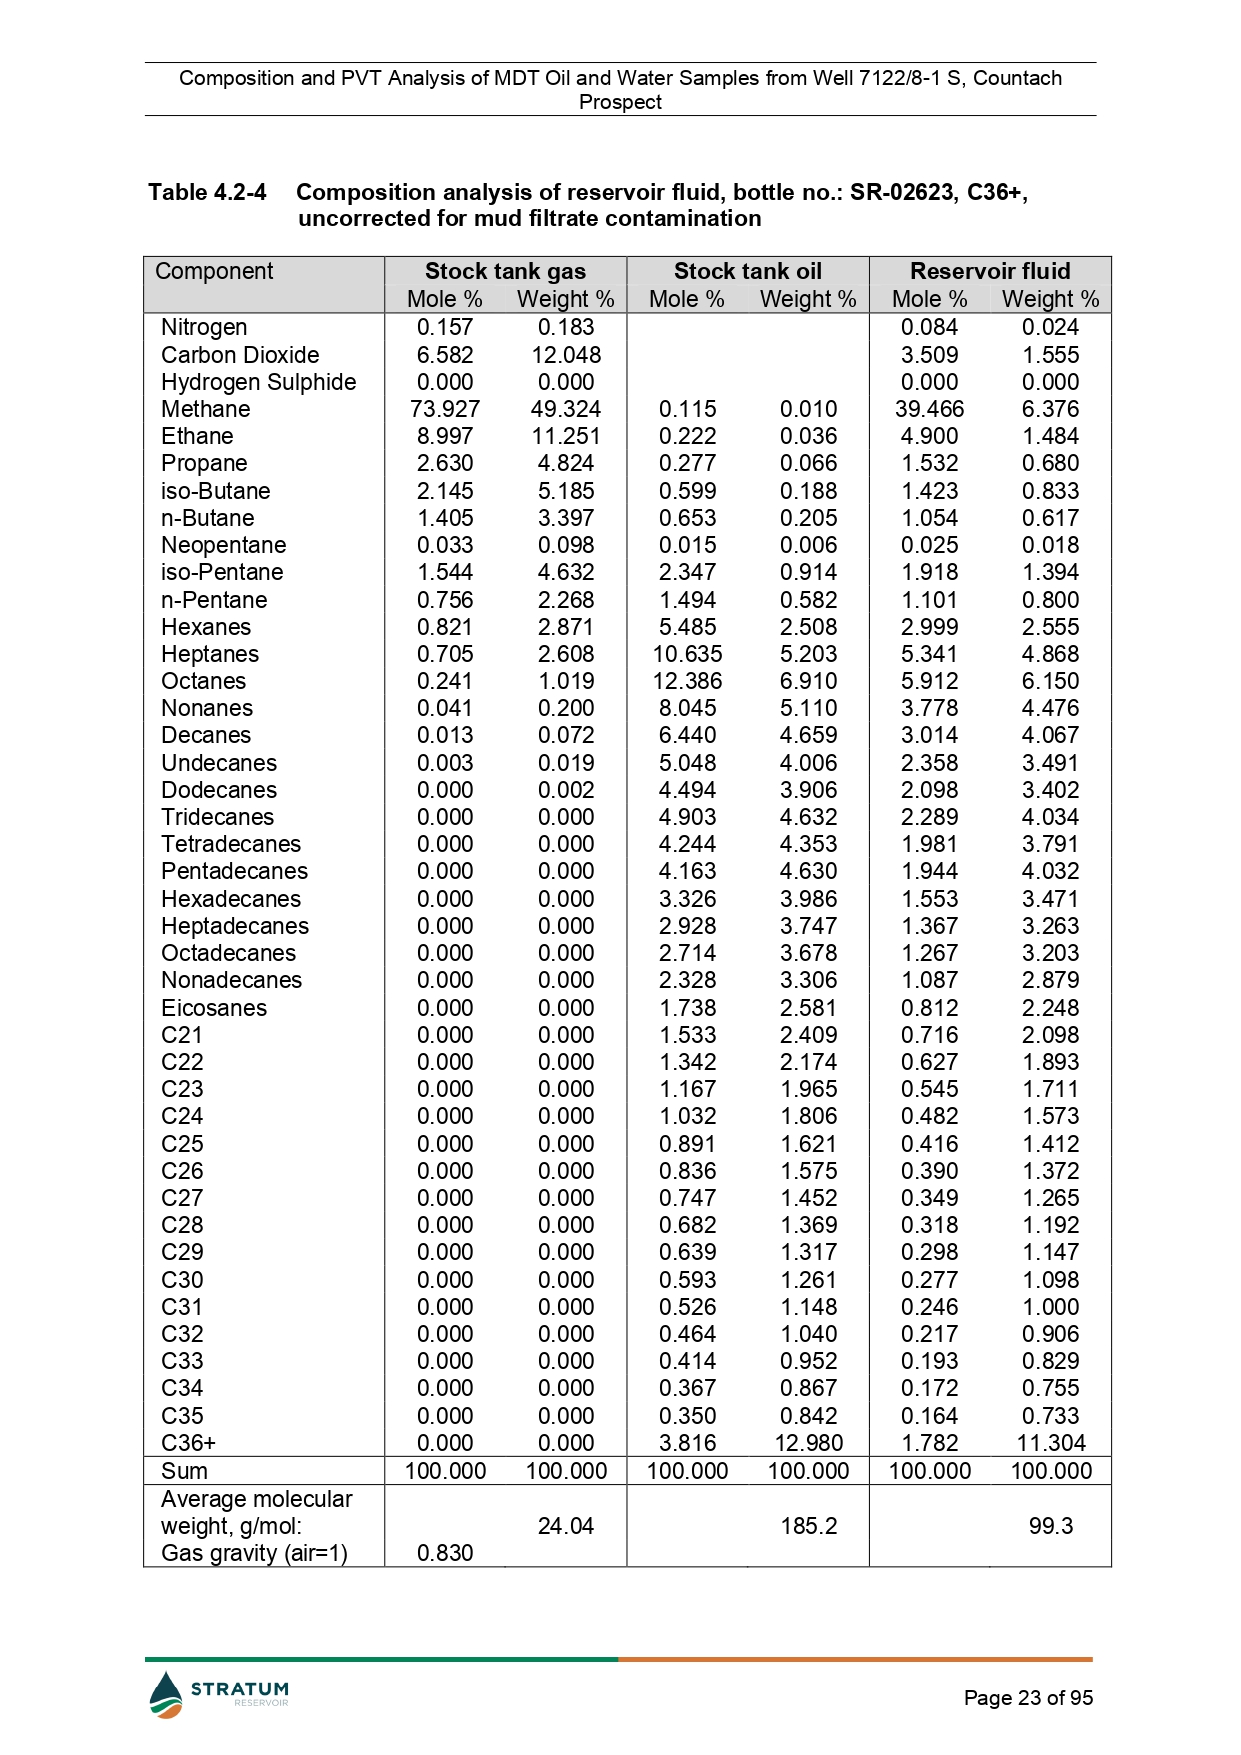 Composition and PVT Analysis of MDT Oil and Water Samples from Well 7122/8-1 S, Countach
Prospect
Table 4.2-4 Composition analysis of reservoir fluid, bottle no.: SR-02623, C36+,
uncorrected for mud filtrate contamination
Component Stock tank gas Stock tank oil Reservoir fluid
Mole % Weight % Mole % Weight % Mole % Weight %
Nitrogen 0.157 0.183 0.084 0.024
Carbon Dioxide 6.582 12.048 3.509 1.555
Hydrogen Sulphide 0.000 0.000 0.000 0.000
Methane 73.927 49.324 0.115 0.010 39.466 6.376
Ethane 8.997 11.251 0.222 0.036 4.900 1.484
Propane 2.630 4.824 0.277 0.066 1.532 0.680
iso-Butane 2.145 5.185 0.599 0.188 1.423 0.833
n-Butane 1.405 3.397 0.653 0.205 1.054 0.617
Neopentane 0.033 0.098 0.015 0.006 0.025 0.018
iso-Pentane 1.544 4.632 2.347 0.914 1.918 1.394
n-Pentane 0.756 2.268 1.494 0.582 1.101 0.800
Hexanes 0.821 2.871 5.485 2.508 2.999 2.555
Heptanes 0.705 2.608 10.635 5.203 5.341 4.868
Octanes 0.241 1.019 12.386 6.910 5.912 6.150
Nonanes 0.041 0.200 8.045 5.110 3.778 4.476
Decanes 0.013 0.072 6.440 4.659 3.014 4.067
Undecanes 0.003 0.019 5.048 4.006 2.358 3.491
Dodecanes 0.000 0.002 4.494 3.906 2.098 3.402
Tridecanes 0.000 0.000 4.903 4.632 2.289 4.034
Tetradecanes 0.000 0.000 4.244 4.353 1.981 3.791
Pentadecanes 0.000 0.000 4.163 4.630 1.944 4.032
Hexadecanes 0.000 0.000 3.326 3.986 1.553 3.471
Heptadecanes 0.000 0.000 2.928 3.747 1.367 3.263
Octadecanes 0.000 0.000 2.714 3.678 1.267 3.203
Nonadecanes 0.000 0.000 2.328 3.306 1.087 2.879
Eicosanes 0.000 0.000 1.738 2.581 0.812 2.248
C21 0.000 0.000 1.533 2.409 0.716 2.098
C22 0.000 0.000 1.342 2.174 0.627 1.893
C23 0.000 0.000 1.167 1.965 0.545 1.711
C24 0.000 0.000 1.032 1.806 0.482 1.573
C25 0.000 0.000 0.891 1.621 0.416 1.412
C26 0.000 0.000 0.836 1.575 0.390 1.372
C27 0.000 0.000 0.747 1.452 0.349 1.265
C28 0.000 0.000 0.682 1.369 0.318 1.192
C29 0.000 0.000 0.639 1.317 0.298 1.147
C30 0.000 0.000 0.593 1.261 0.277 1.098
C31 0.000 0.000 0.526 1.148 0.246 1.000
C32 0.000 0.000 0.464 1.040 0.217 0.906
C33 0.000 0.000 0.414 0.952 0.193 0.829
C34 0.000 0.000 0.367 0.867 0.172 0.755
C35 0.000 0.000 0.350 0.842 0.164 0.733
C36+ 0.000 0.000 3.816 12.980 1.782 11.304
Sum 100.000 100.000 100.000 100.000 100.000 100.000
Average molecular
weight, g/mol: 24.04 185.2 99.3
Gas gravity (air=1) 0.830
STRATUM
RESERVOIR
Page 23 of 95